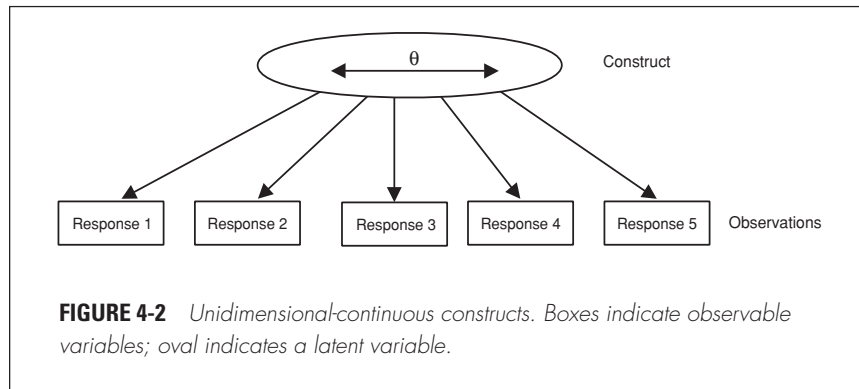 θ
Construct
Response 1
Response 2
Response 3
Response 4
Response 5
Observations
FIGURE 4-2 Unidimensional-continuous constructs. Boxes indicate observable
variables; oval indicates a latent variable.